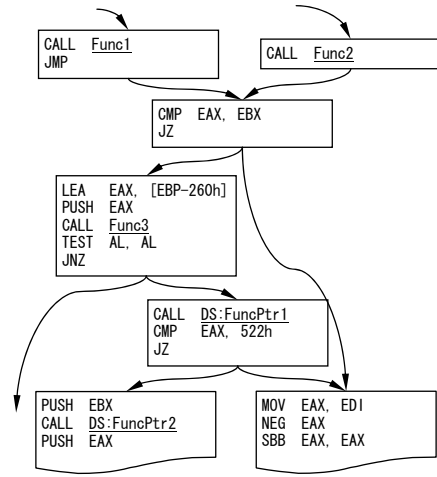 CALL Func1
JMP
CALL Func2
CMP EAX, EBX
JZ
LEA EAX, [EBP-260h]
PUSH EAX
CALL Func3
TEST AL, AL
JNZ
CALL DS:FuncPtr1
CMP EAX, 522h
JZ
PUSH EBX
CALL DS:FuncPtr2
PUSH EAX
MOV EAX, EDI
NEG EAX
SBB EAX, EAX